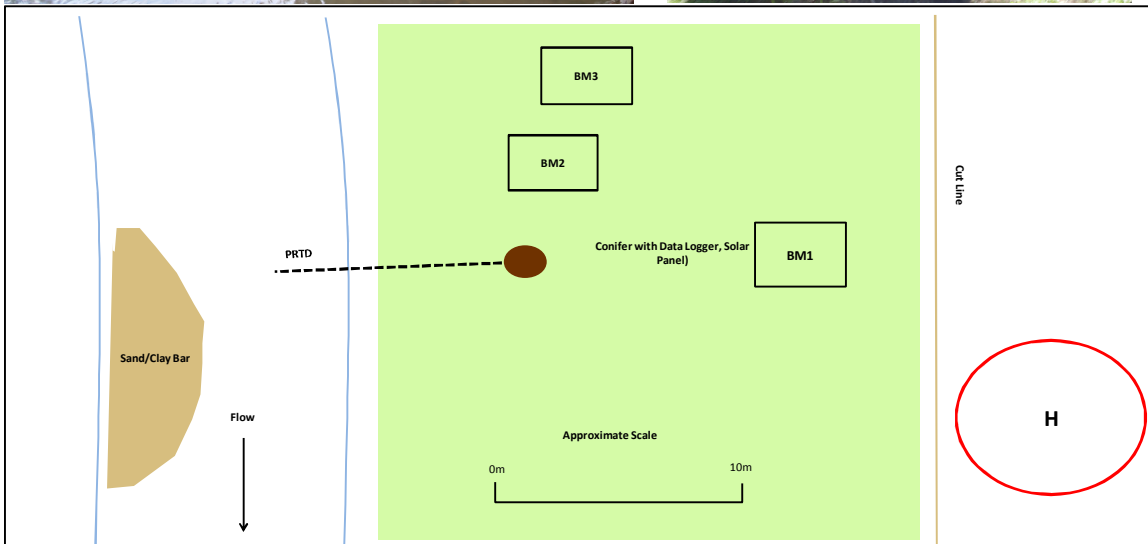 BM3
BM2
Cut Line
PRTD
Conifer with Data Logger, Solar
Panel)
BM1
Sand/Clay Bar
Flow
H
Approximate Scale
0m
10m